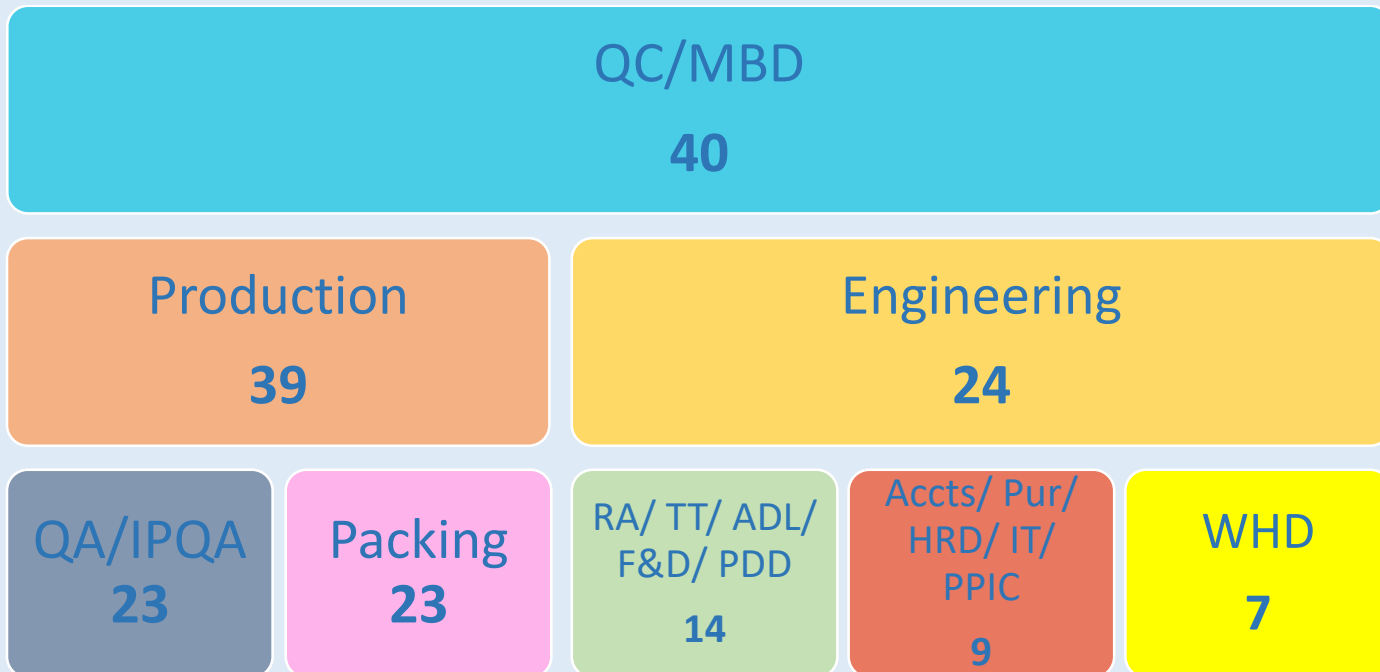 QC/MBD
40
Production
39
Engineering
24
QA/IPQA
23
Packing
23
RA/ TT/ ADL/
F&D/ PDD
14
Accts/ Pur/
HRD/ IT/
PPIC
9
WHD
7